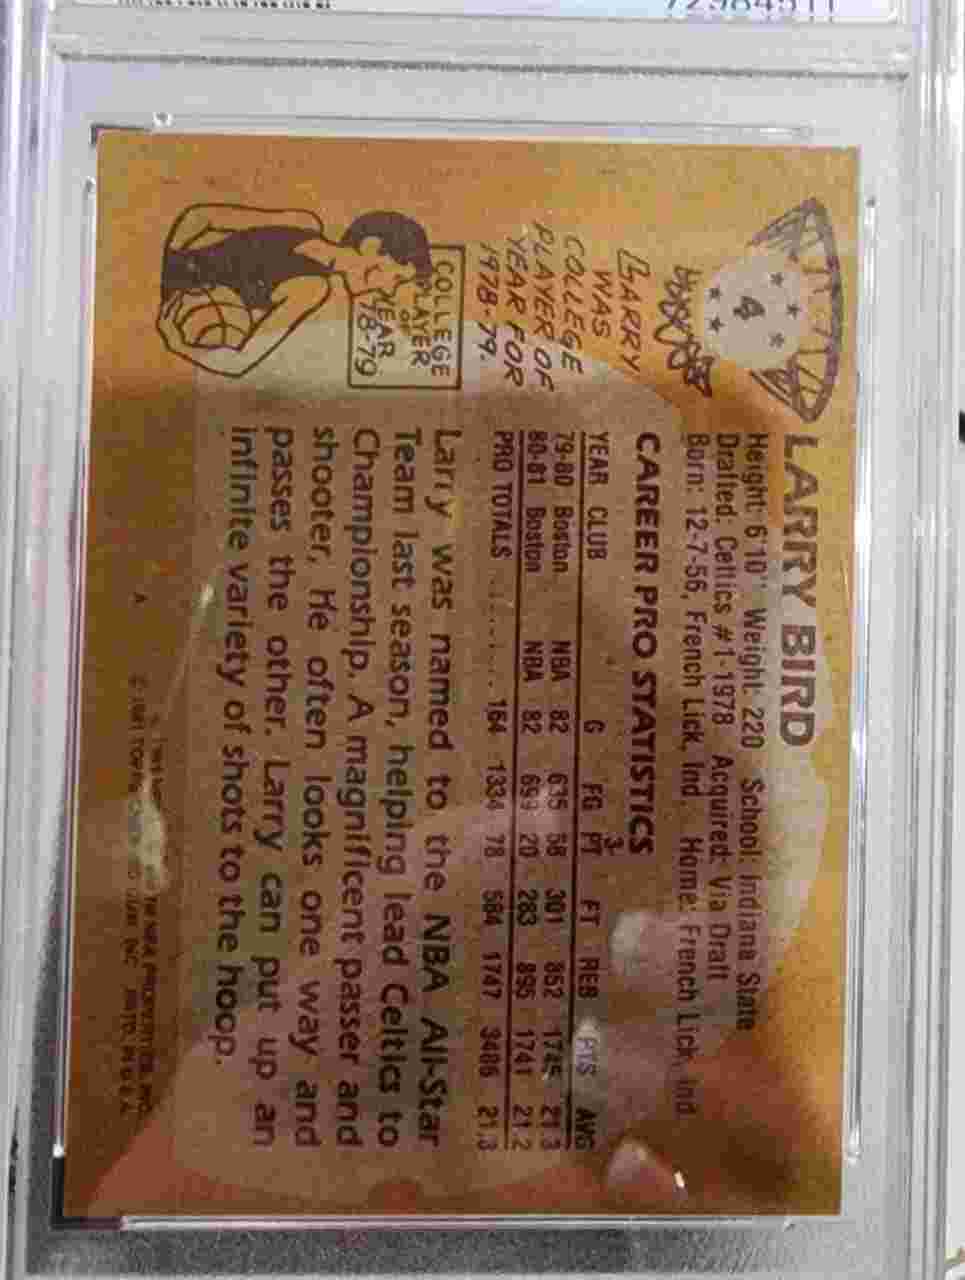 4
LARRY BIRD
Height: 6'10" Weight: 220 School: Indiana State
Drafted: Celtics #1-1978 Acquired: Via Draft
Born: 12-7-56, French Lick, Ind. Home: French Lick, Ind.
CAREER PRO STATISTICS
YEAR CLUB G FG 3-PT FT REB PTS AVG
79-80 Boston NBA 82 58 301 852 1745 21.3
80-81 Boston NBA 82 20 283 895 1741 21.2
PRO TOTALS 164 78 584 1747 3486 21.3
LARRY
WAS
COLLEGE
PLAYER OF
YEAR FOR
1978-79.
COLLEGE
PLAYER
OF
YEAR
'78-79
Larry was named to the NBA All-Star
Team last season, helping lead Celtics to
Championship. A magnificent passer and
shooter, He often looks one way and
passes the other. Larry can put up an
infinite variety of shots to the hoop.
A
72984511